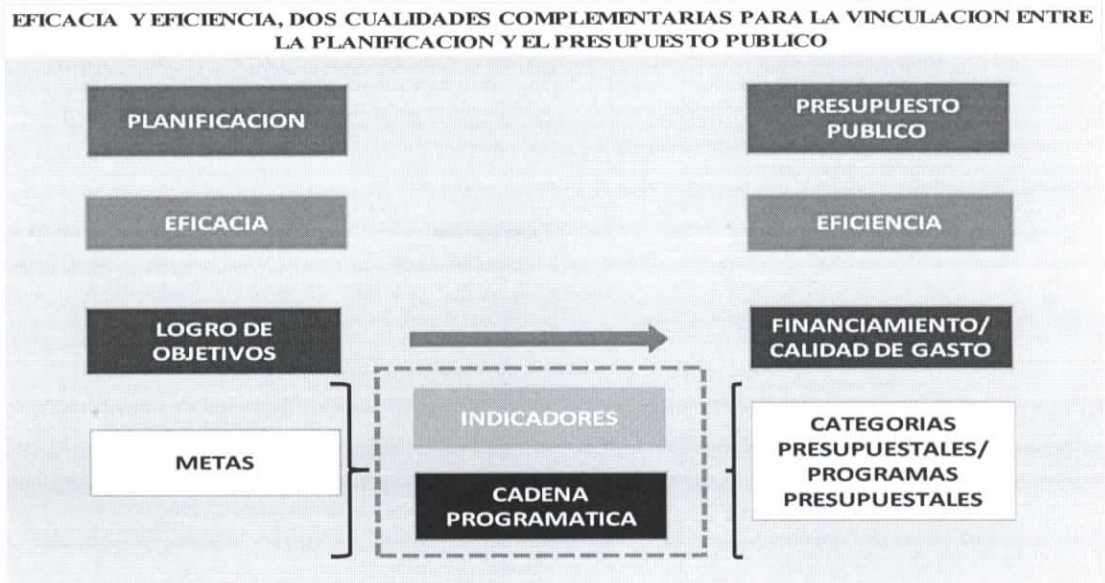 EFICACIA Y EFICIENCIA, DOS CUALIDADES COMPLEMENTARIAS PARA LA VINCULACION ENTRE
LA PLANIFICACION Y EL PRESUPUESTO PUBLICO
PLANIFICACION
PRESUPUESTO
PUBLICO
EFICACIA
EFICIENCIA
LOGRO DE
OBJETIVOS
FINANCIAMIENTO/
CALIDAD DE GASTO
INDICADORES
METAS
CATEGORIAS
PRESUPUESTALES/
PROGRAMAS
PRESUPUESTALES
CADENA
PROGRAMATICA